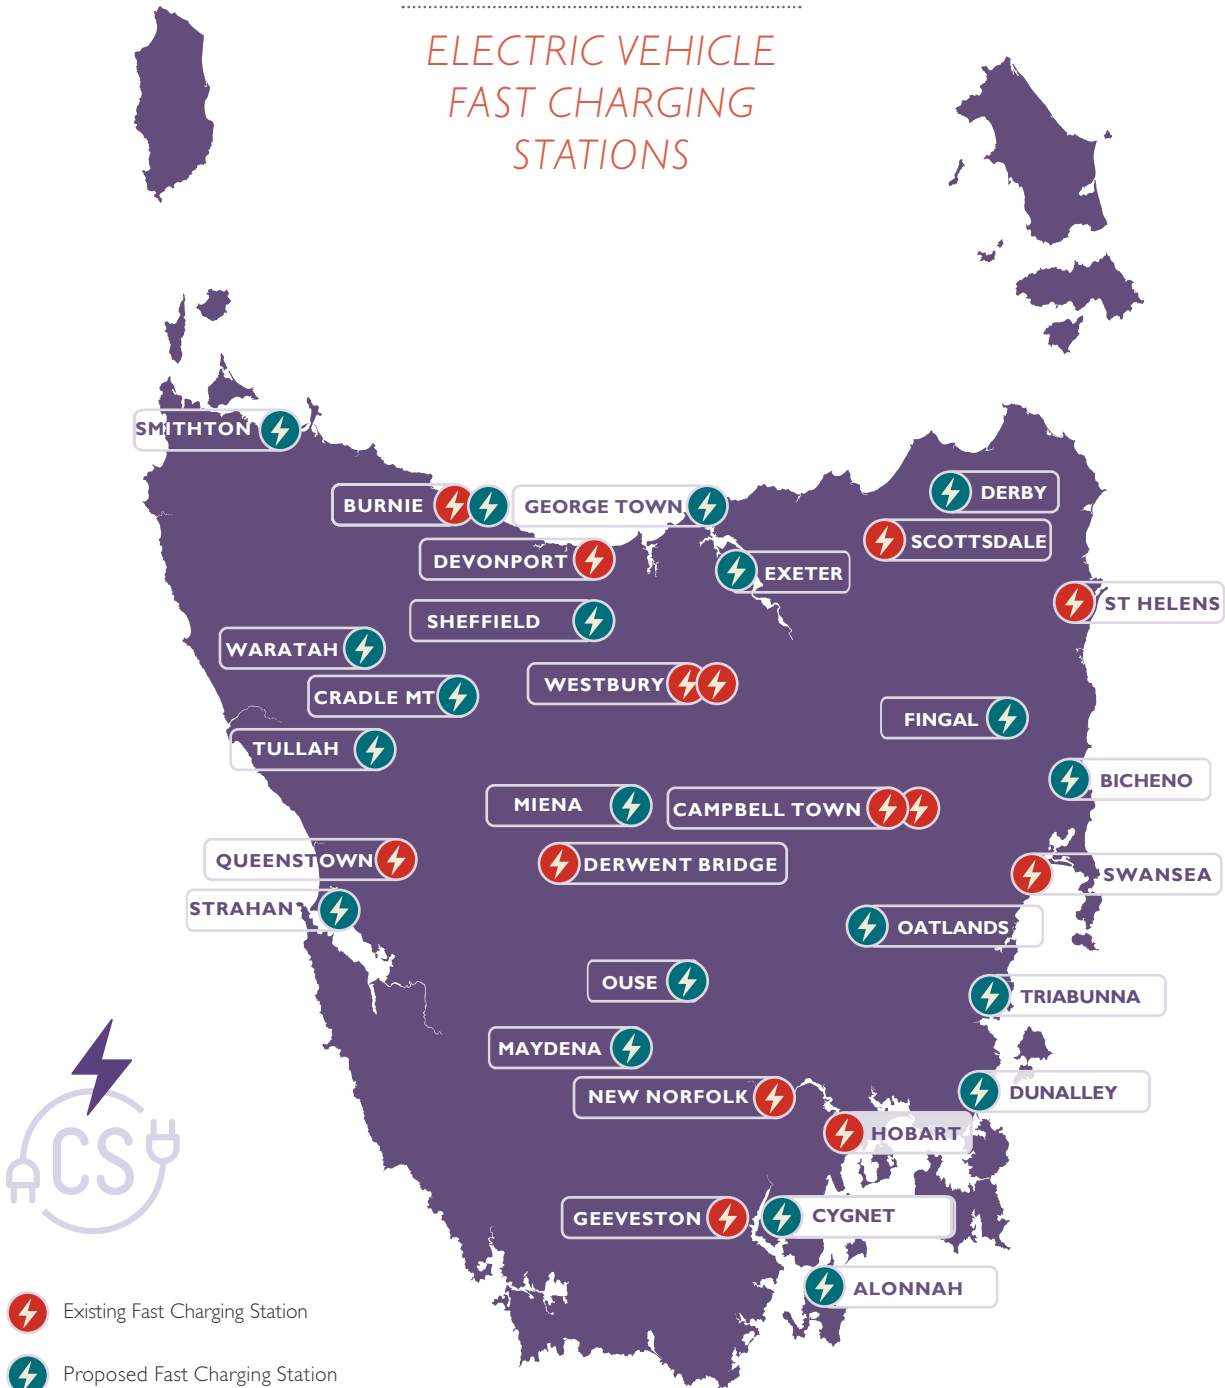 ELECTRIC VEHICLE
FAST CHARGING
STATIONS
SMITHTON
BURNIE
GEORGE TOWN
DERBY
SCOTTSDALE
DEVONPORT
EXETER
ST HELENS
SHEFFIELD
WARATAH
WESTBURY
CRADLE MT
FINGAL
TULLAH
BICHENO
MIENA
CAMPBELL TOWN
QUEENSTOWN
DERWENT BRIDGE
SWANSEA
STRAHAN
OATLANDS
OUSE
TRIABUNNA
MAYDENA
DUNALLEY
NEW NORFOLK
HOBART
CS
GEEVESTON
CYGNET
ALONNAH
Existing Fast Charging Station
Proposed Fast Charging Station